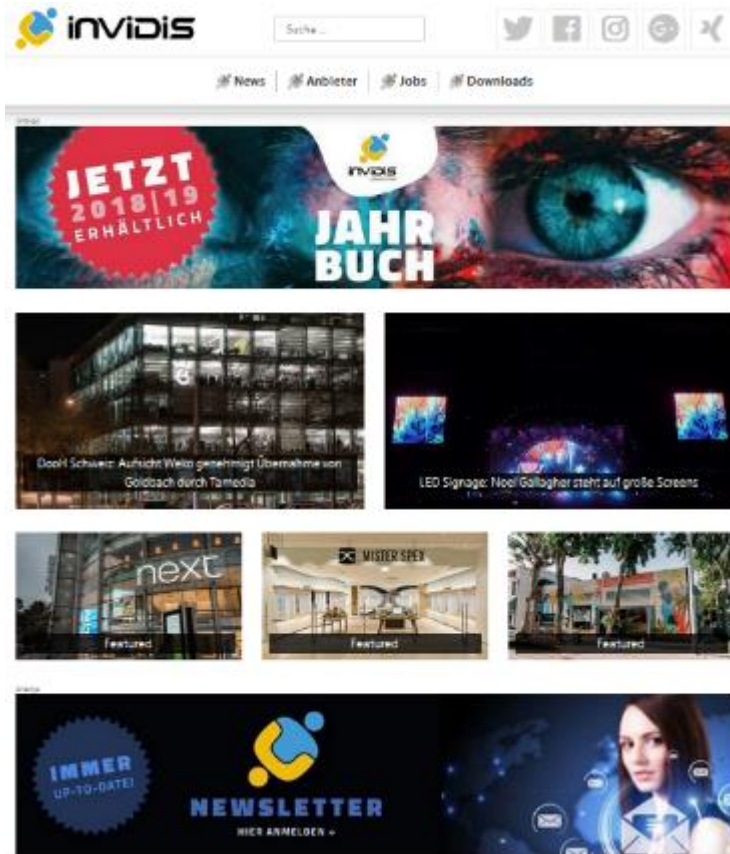 invidis
Suche ...
News
Anbieter
Jobs
Downloads
JETZT
2018|19
ERHÄLTLICH
invidis
JAHR
BUCH
DooH Schweiz: Aufsicht Weko genehmigt Übernahme von
Goldbach durch Tamedia
LED Signage: Noel Gallagher steht auf große Screens
next
MISTER SPEX
Featured
Featured
Featured
IMMER
UP-TO-DATE!
NEWSLETTER
HIER ANMELDEN »